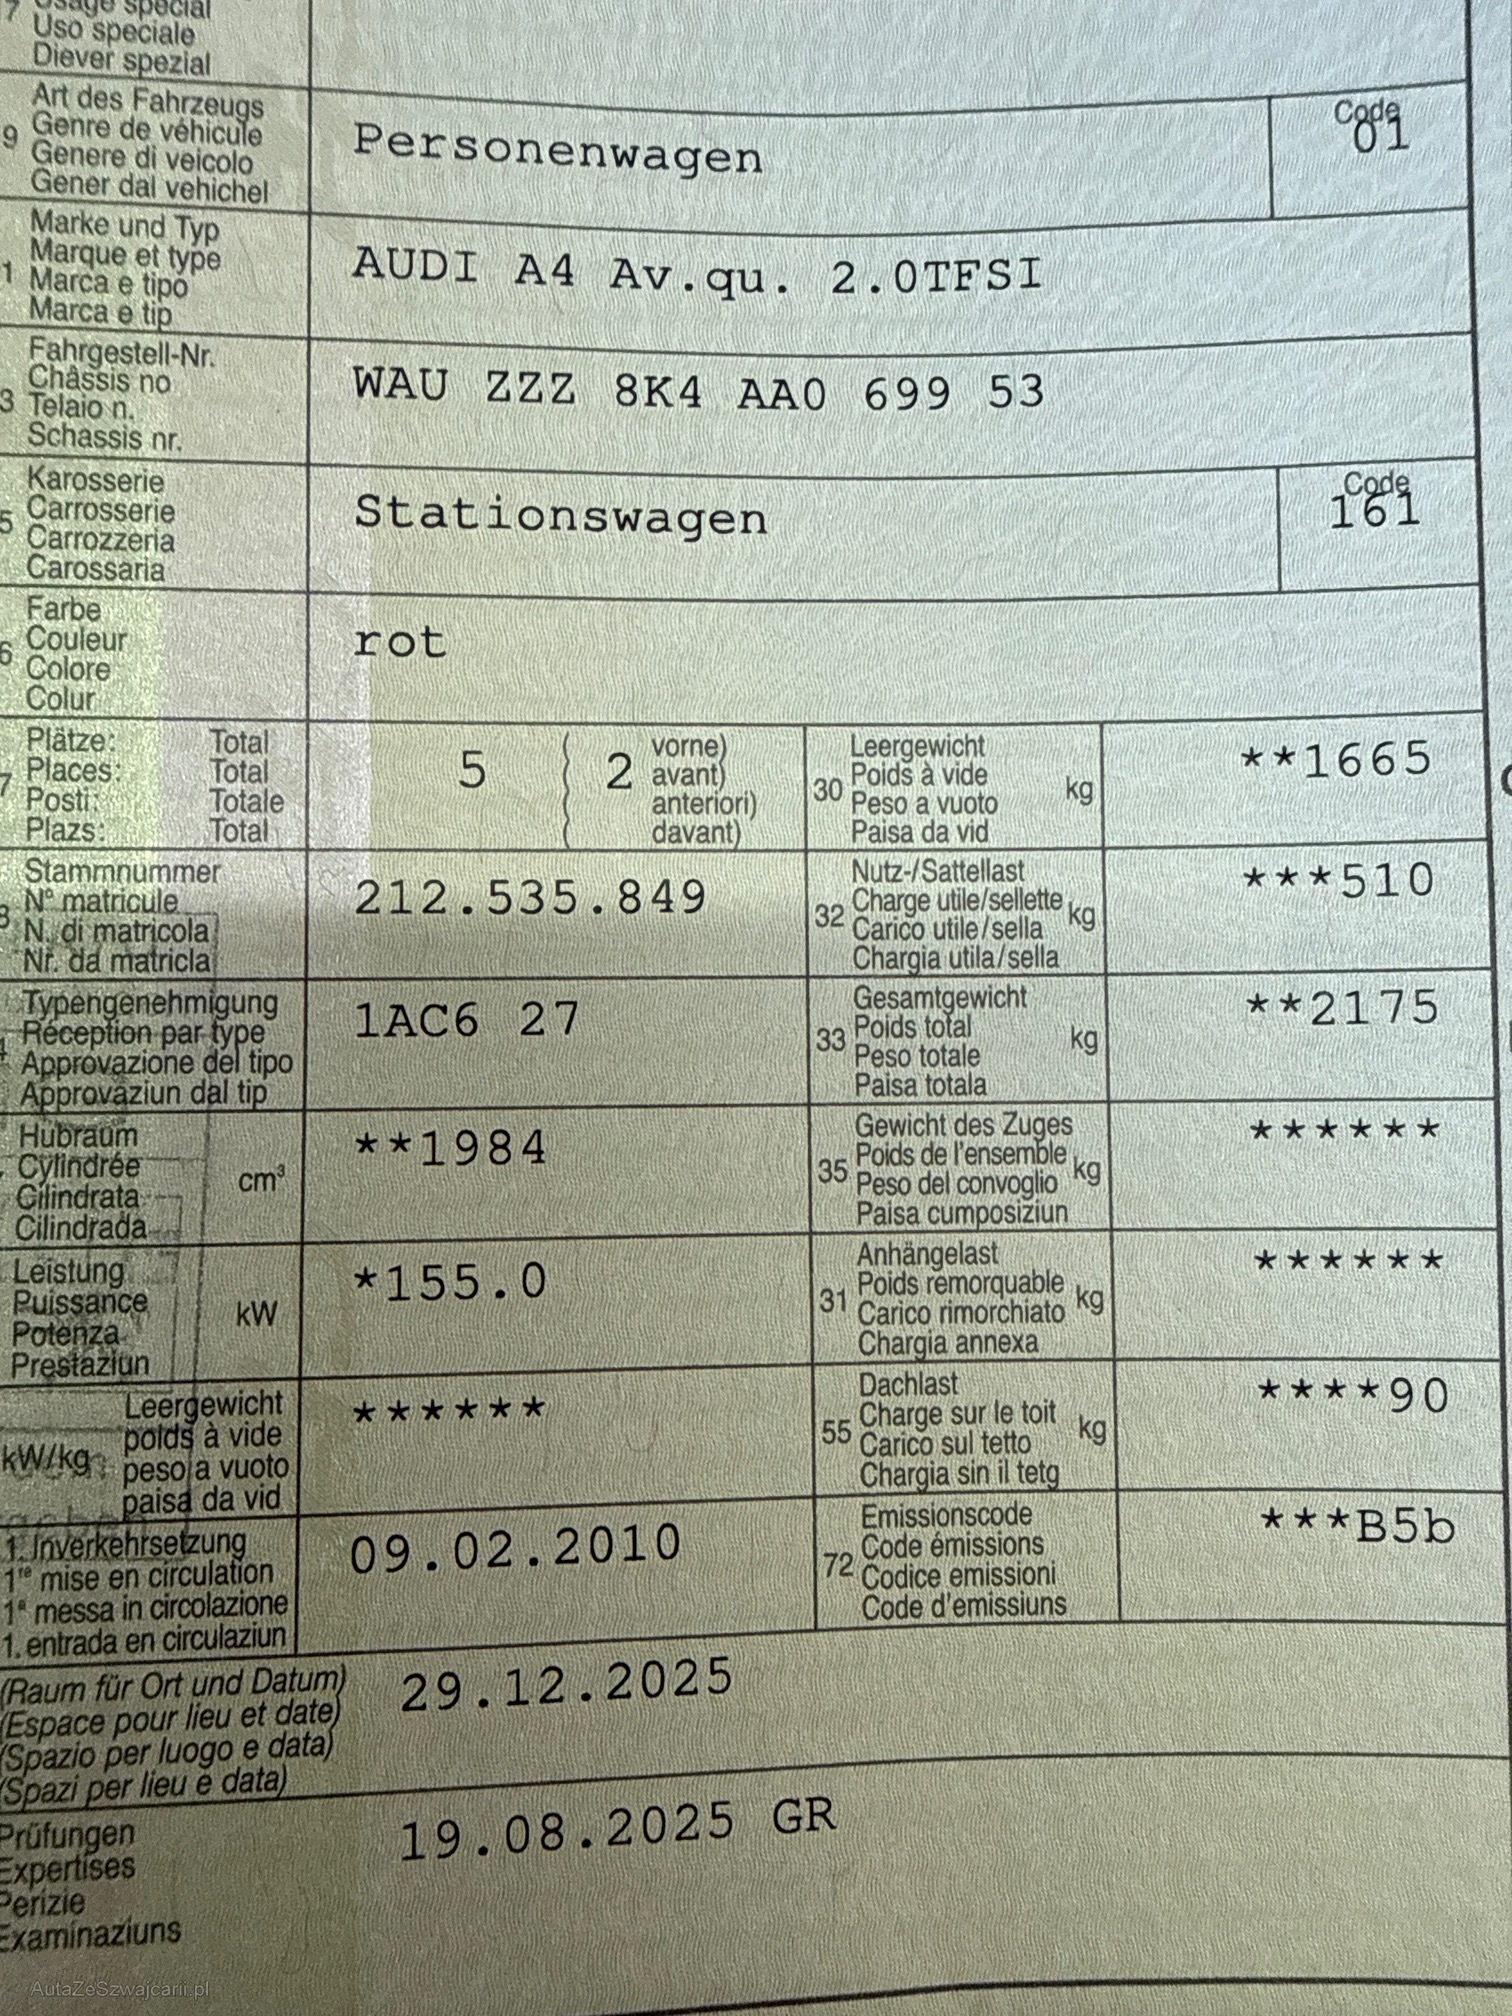 7 Usage spécial
Uso speciale
Diever spezial
Art des Fahrzeugs
9 Genre de véhicule
Genere di veicolo
Gener dal vehichel
Personenwagen
Code
01
Marke und Typ
Marque et type
1 Marca e tipo
Marca e tip
AUDI A4 Av.qu. 2.0TFSI
Fahrgestell-Nr.
Châssis no
3 Telaio n.
Schassis nr.
WAU ZZZ 8K4 AA0 699 53
Karosserie
5 Carrosserie
Carrozzeria
Carossaria
Stationswagen
Code
161
Farbe
6 Couleur
Colore
Colur
rot
Plätze: Total
7 Places: Total
Posti: Totale
Plazs: Total
5 ( 2 vorne)
( avant)
( anteriori)
( davant)
Leergewicht
30 Poids à vide kg
Peso a vuoto
Paisa da vid
**1665
Stammnummer
N° matricule
8 N. di matricola
Nr. da matricla
212.535.849
Nutz-/Sattellast
32 Charge utile/sellette kg
Carico utile/sella
Chargia utila/sella
***510
Typengenehmigung
4 Réception par type
Approvazione del tipo
Approvaziun dal tip
1AC6 27
Gesamtgewicht
33 Poids total kg
Peso totale
Paisa totala
**2175
Hubraum
Cylindrée cm³
Cilindrata
Cilindrada
**1984
Gewicht des Zuges
35 Poids de l'ensemble kg
Peso del convoglio
Paisa cumposiziun
******
Leistung
Puissance kW
Potenza
Prestaziun
*155.0
Anhängelast
31 Poids remorquable kg
Carico rimorchiato
Chargia annexa
******
Leergewicht
poids à vide
kW/kg peso a vuoto
paisa da vid
******
Dachlast
55 Charge sur le toit kg
Carico sul tetto
Chargia sin il tetg
****90
1. Inverkehrsetzung
1re mise en circulation
1a messa in circolazione
1. entrada en circulaziun
09.02.2010
Emissionscode
72 Code émissions
Codice emissioni
Code d'emissiuns
***B5b
(Raum für Ort und Datum)
(Espace pour lieu et date)
(Spazio per luogo e data)
(Spazi per lieu e data)
29.12.2025
Prüfungen
Expertises
Perizie
Examinaziuns
19.08.2025 GR
AutaZeSzwajcarii.pl